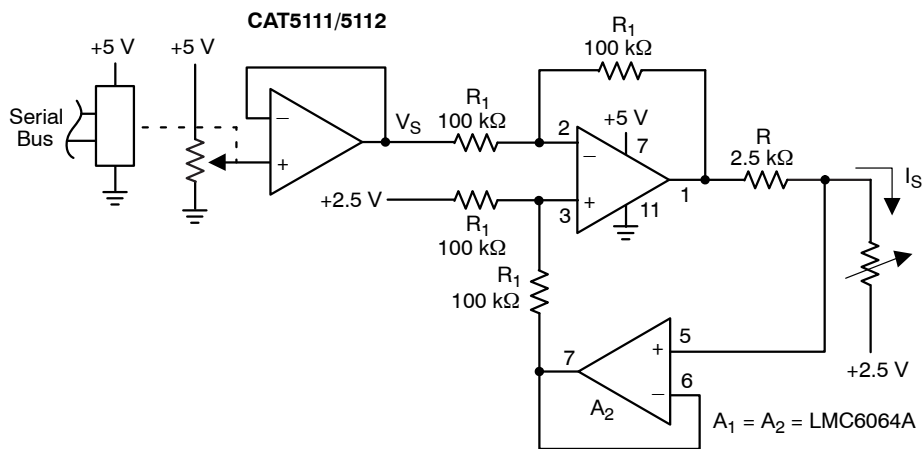 CAT5111/5112
+5 V
+5 V
Serial
Bus
–
+
V_S
R₁
100 kΩ
R₁
100 kΩ
2
–
+5 V
7
+
3
11
1
R
2.5 kΩ
I_S
+2.5 V
R₁
100 kΩ
R₁
100 kΩ
7
+
5
–
6
A₂
+2.5 V
A₁ = A₂ = LMC6064A